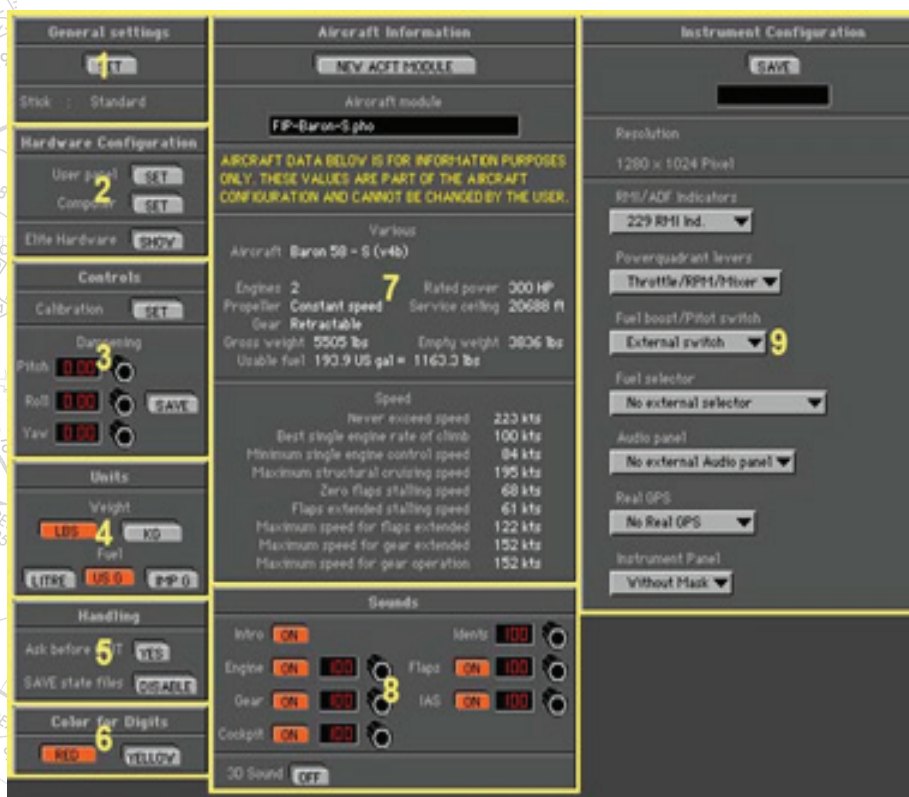 General settings
SET
1
Stick : Standard
Hardware Configuration
User panel SET
2
Computer SET
Elite Hardware SHOW
Controls
Calibration SET
Dampening
3
Pitch 0.00
Roll 0.00 SAVE
Yaw 0.00
Units
Weight
LBS KG
4
Fuel
LITRE US G IMP G
Handling
Ask before YES
5
SAVE state files DISABLE
Color for Digits
6
RED YELLOW
Aircraft Information
NEW ACFT MODULE
Aircraft module
FIP-Baron-S.pho
AIRCRAFT DATA BELOW IS FOR INFORMATION PURPOSES
ONLY. THESE VALUES ARE PART OF THE AIRCRAFT
CONFIGURATION AND CANNOT BE CHANGED BY THE USER.
Various
Aircraft Baron 58 - S (v4b)
7
Engines 2 Rated power 300 HP
Propeller Constant speed Service ceiling 20688 ft
Gear Retractable
Gross weight 5505 lbs Empty weight 3836 lbs
Usable fuel 193.9 US gal = 1163.3 lbs
Speed
Never exceed speed 223 kts
Best single engine rate of climb 100 kts
Minimum single engine control speed 84 kts
Maximum structural cruising speed 195 kts
Zero flaps stalling speed 68 kts
Flaps extended stalling speed 61 kts
Maximum speed for flaps extended 122 kts
Maximum speed for gear extended 152 kts
Maximum speed for gear operation 152 kts
Sounds
Intro ON Idents 100
Engine ON 100 Flaps ON 100
8
Gear ON 100 IAS ON 100
Cockpit ON 100
3D Sound OFF
Instrument Configuration
SAVE
Resolution
1280 x 1024 Pixel
RMI/ADF Indicators
229 RMI Ind.
Powerquadrant levers
Throttle/RPM/Mixer
Fuel boost/Pitot switch
External switch 9
Fuel selector
No external selector
Audio panel
No external Audio panel
Real GPS
No Real GPS
Instrument Panel
Without Mask